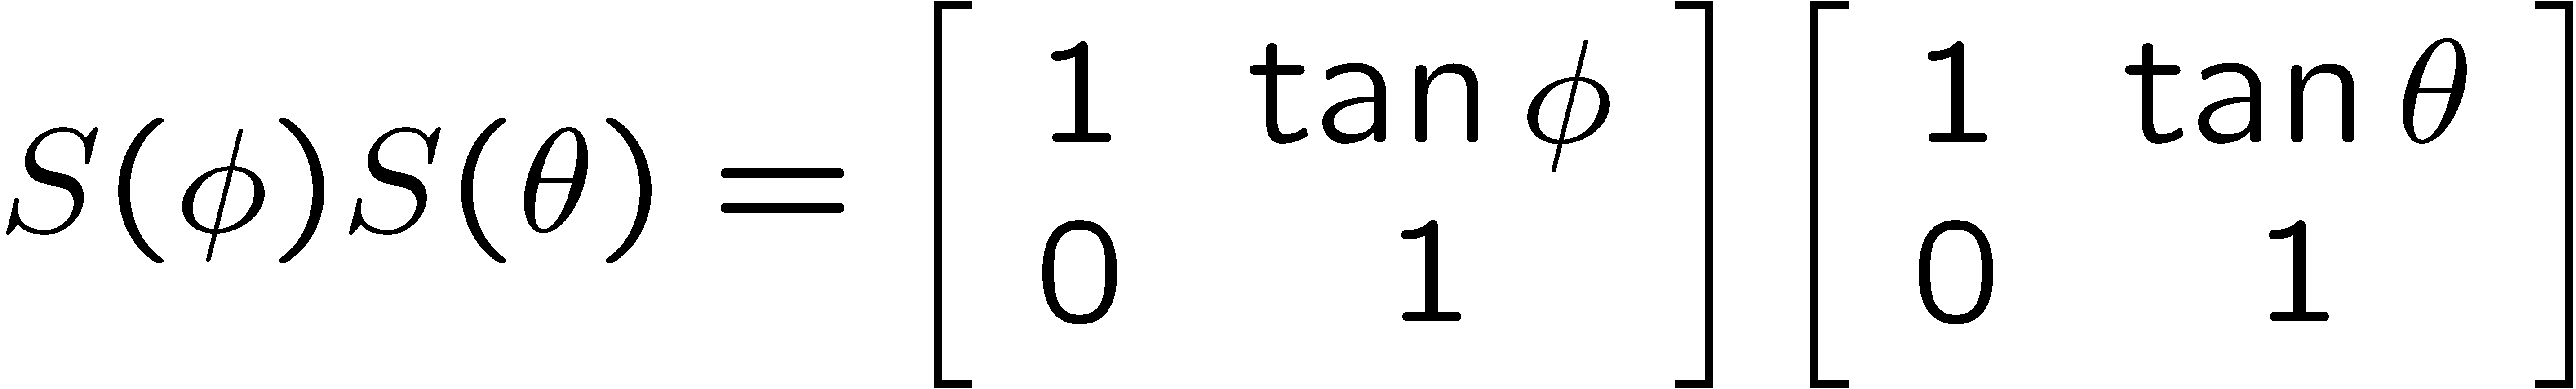 S(ϕ)S(θ) = [ 1 tan ϕ ; 0 1 ] [ 1 tan θ ; 0 1 ]